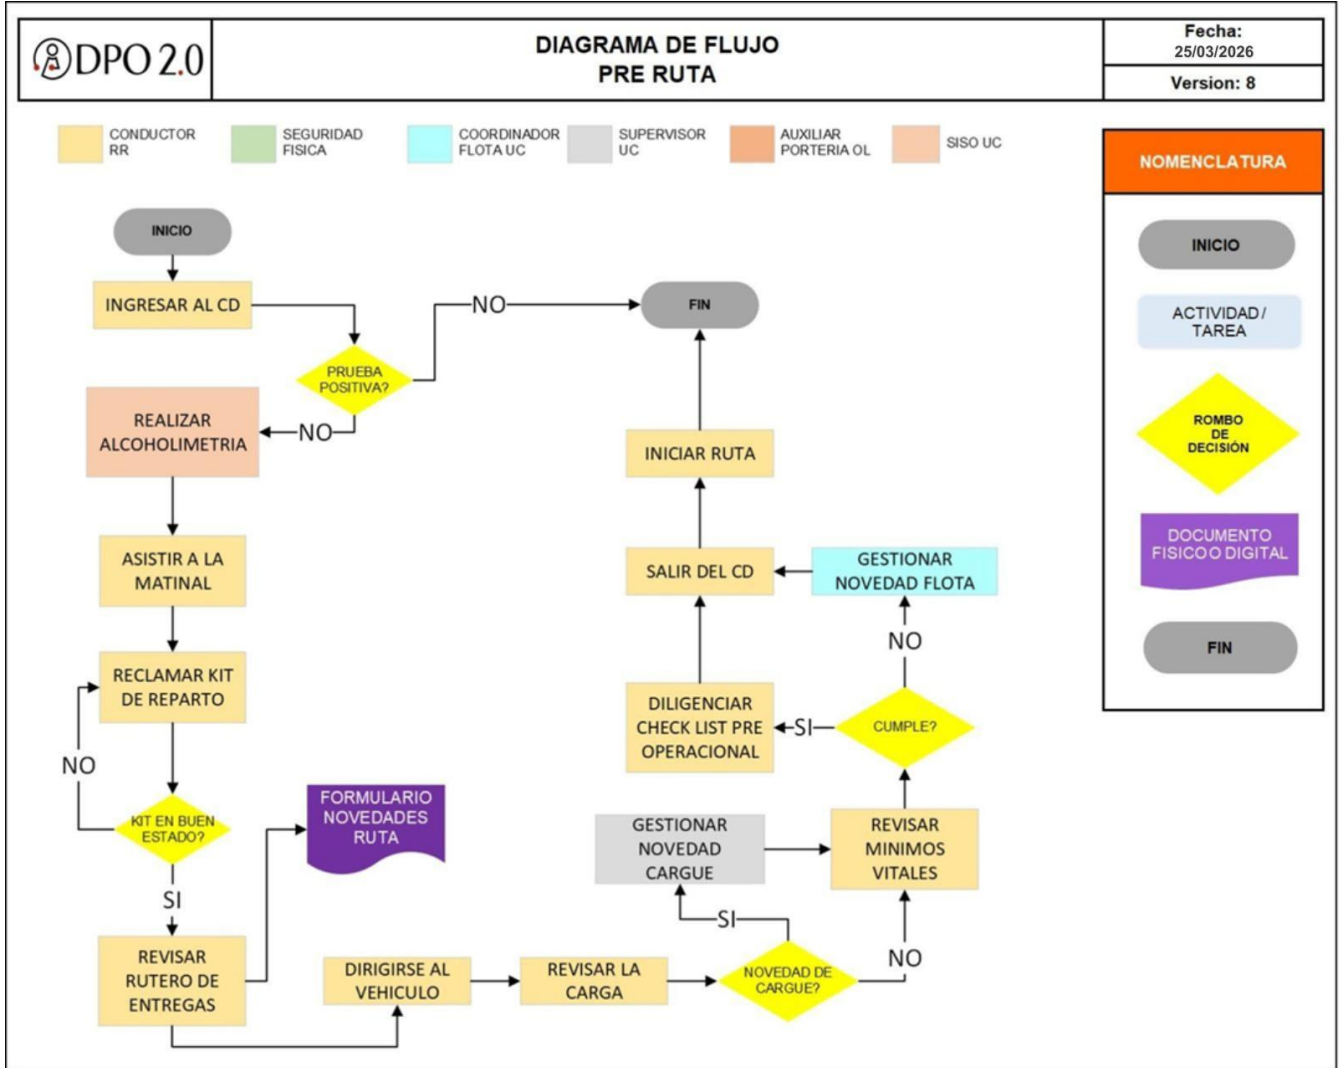 DPO 2.0
DIAGRAMA DE FLUJO
PRE RUTA
Fecha:
25/03/2026
Version: 8
CONDUCTOR
RR
SEGURIDAD
FISICA
COORDINADOR
FLOTA UC
SUPERVISOR
UC
AUXILIAR
PORTERIA OL
SISO UC
NOMENCLATURA
INICIO
ACTIVIDAD /
TAREA
ROMBO
DE
DECISIÓN
DOCUMENTO
FISICO O DIGITAL
FIN
INICIO
INGRESAR AL CD
NO
FIN
PRUEBA
POSITIVA?
REALIZAR
ALCOHOLIMETRIA
NO
INICIAR RUTA
ASISTIR A LA
MATINAL
SALIR DEL CD
GESTIONAR
NOVEDAD FLOTA
NO
RECLAMAR KIT
DE REPARTO
DILIGENCIAR
CHECK LIST PRE
OPERACIONAL
SI
CUMPLE?
NO
KIT EN BUEN
ESTADO?
FORMULARIO
NOVEDADES
RUTA
GESTIONAR
NOVEDAD
CARGUE
REVISAR
MINIMOS
VITALES
SI
SI
NO
REVISAR
RUTERO DE
ENTREGAS
DIRIGIRSE AL
VEHICULO
REVISAR LA
CARGA
NOVEDAD DE
CARGUE?